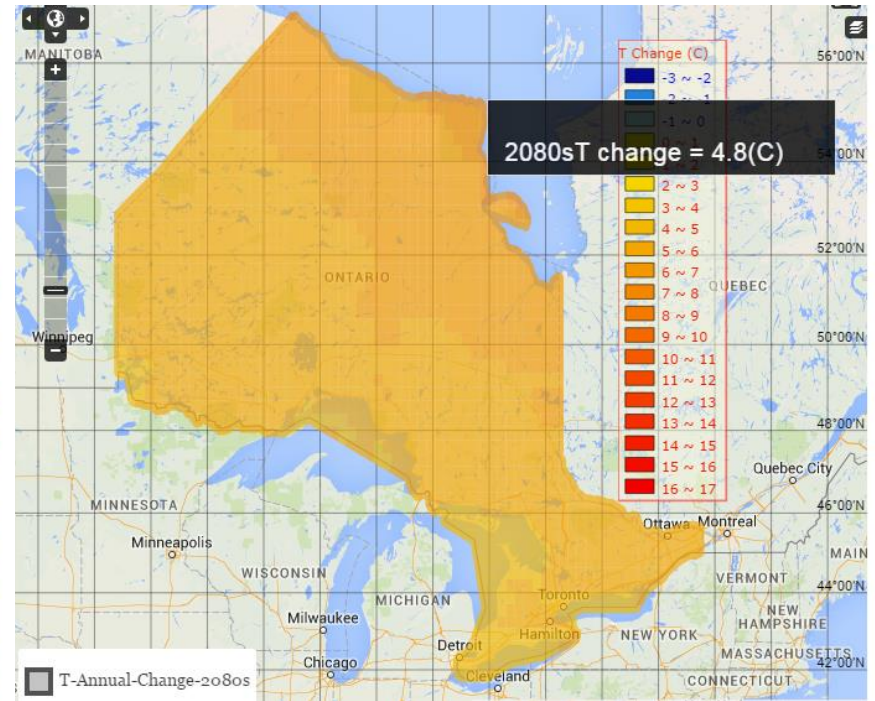 MANITOBA
56°00'N
T Change (C)
-3 ~ -2
-2 ~ -1
-1 ~ 0
2080sT change = 4.8(C)
54°00'N
2 ~ 3
3 ~ 4
4 ~ 5
5 ~ 6
52°00'N
ONTARIO
6 ~ 7
QUEBEC
7 ~ 8
8 ~ 9
Winnipeg
9 ~ 10
50°00'N
10 ~ 11
11 ~ 12
12 ~ 13
13 ~ 14
48°00'N
14 ~ 15
15 ~ 16
Quebec City
16 ~ 17
MINNESOTA
46°00'N
Ottawa
Montreal
Minneapolis
MAIN
WISCONSIN
VERMONT
MICHIGAN
Toronto
44°00'N
NEW
HAMPSHIRE
Milwaukee
Hamilton
NEW YORK
Detroit
MASSACHUSETTS
Chicago
42°00'N
Cleveland
CONNECTICUT
T-Annual-Change-2080s